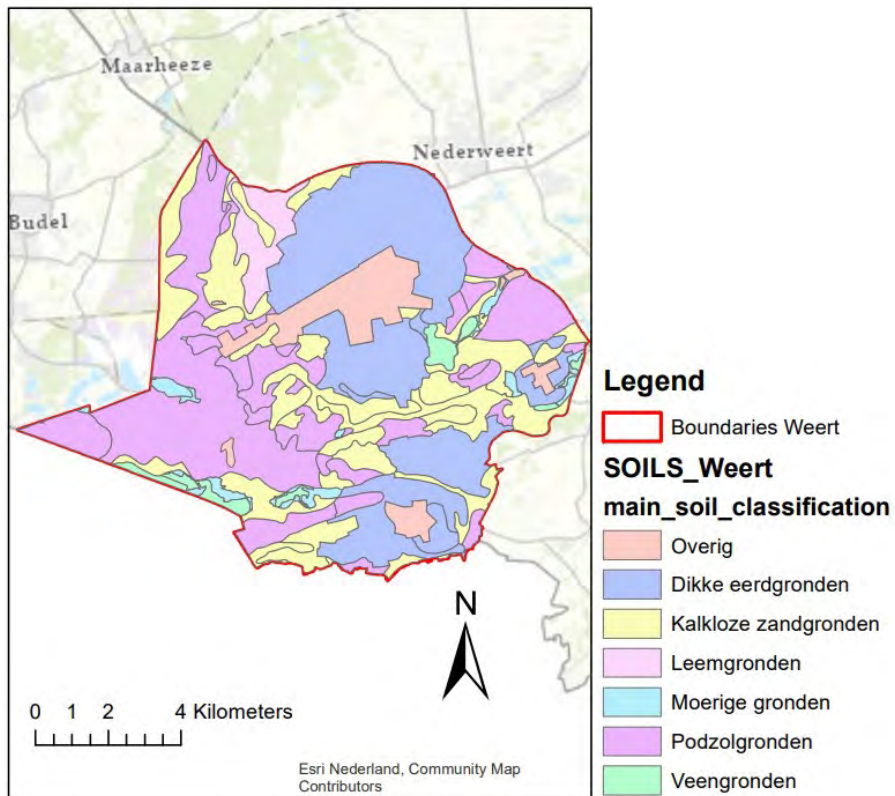 Maarheeze
Nederweert
Budel
Legend
Boundaries Weert
SOILS_Weert
main_soil_classification
Overig
Dikke eerdgronden
Kalkloze zandgronden
Leemgronden
Moerige gronden
Podzolgronden
Veengronden
N
0 1 2 4 Kilometers
Esri Nederland, Community Map
Contributors